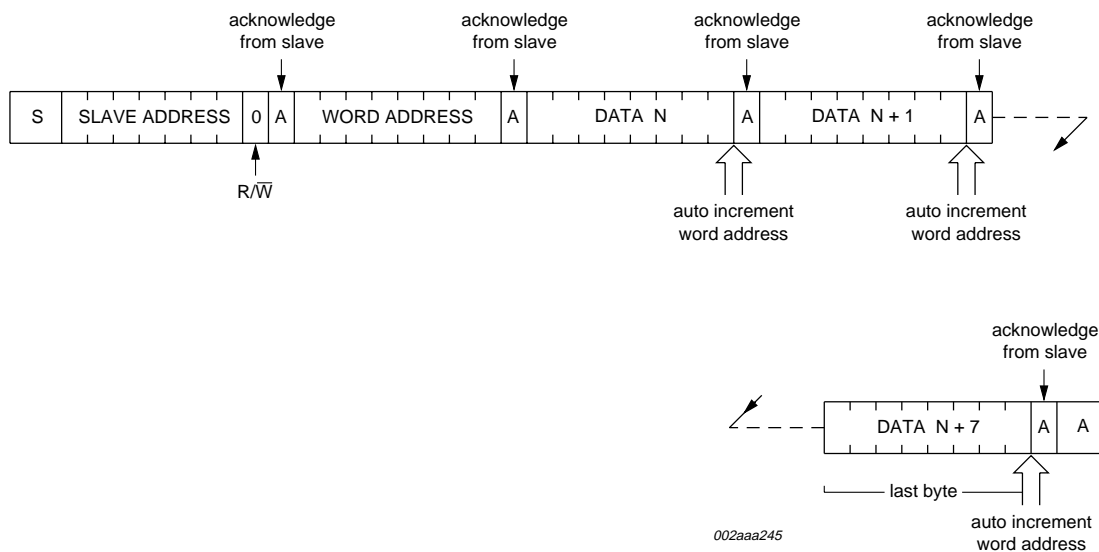 acknowledge
from slave
acknowledge
from slave
acknowledge
from slave
acknowledge
from slave
S
SLAVE ADDRESS
0
A
WORD ADDRESS
A
DATA N
A
DATA N + 1
A
R/W̅
auto increment
word address
auto increment
word address
acknowledge
from slave
DATA N + 7
A
A
last byte
auto increment
word address
002aaa245